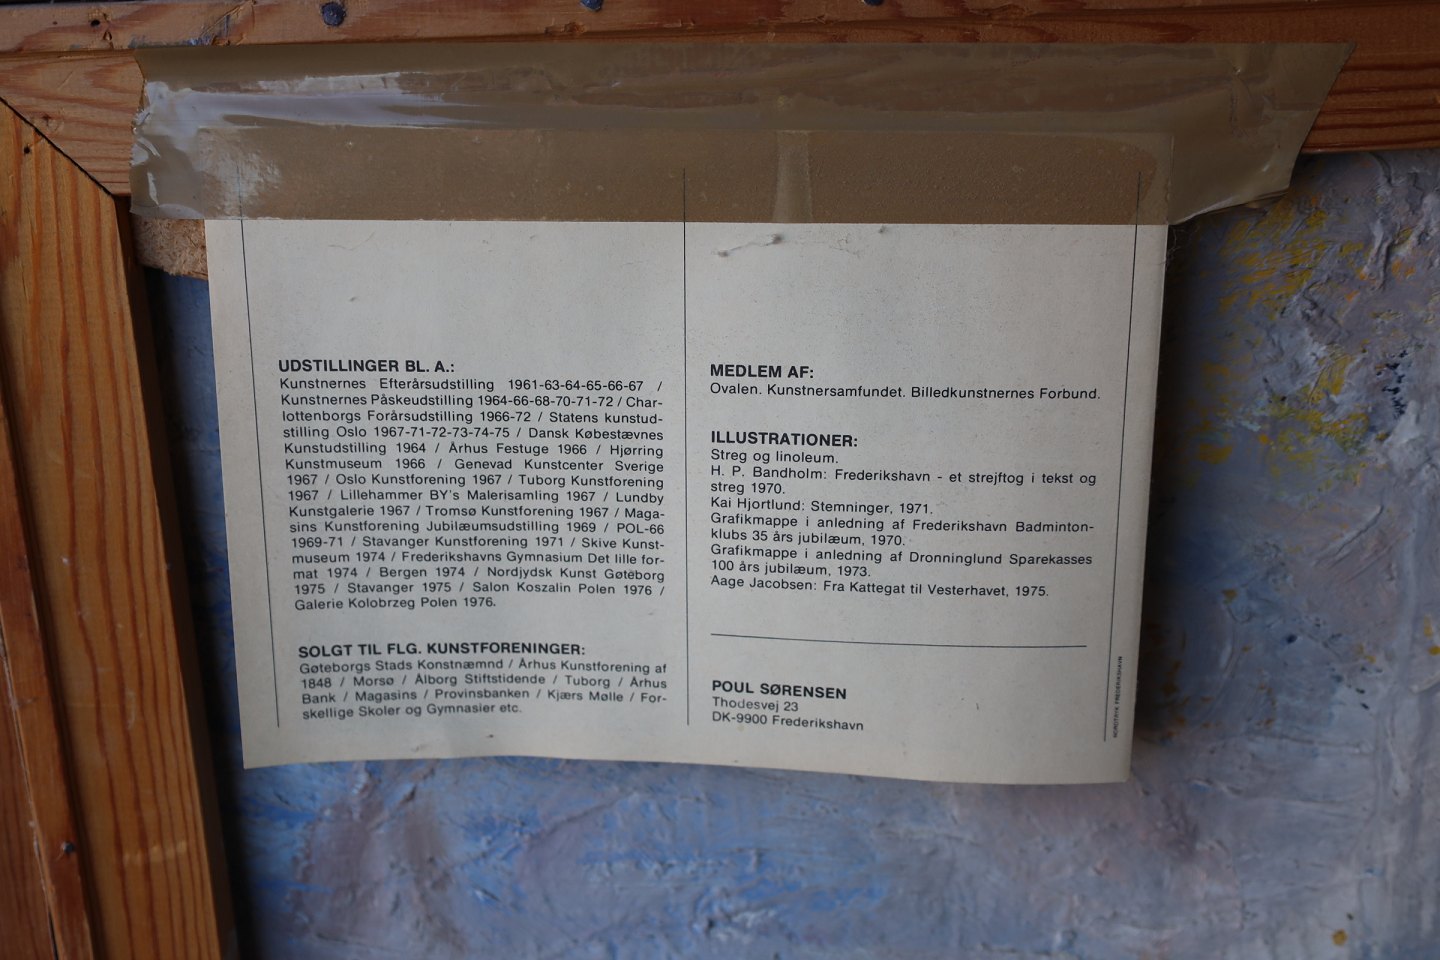 UDSTILLINGER BL. A.:
Kunstnernes Efterårsudstilling 1961-63-64-65-66-67 /
Kunstnernes Påskeudstilling 1964-66-68-70-71-72 / Char-
lottenborgs Forårsudstilling 1966-72 / Statens kunstud-
stilling Oslo 1967-71-72-73-74-75 / Dansk Købestævnes
Kunstudstilling 1964 / Århus Festuge 1966 / Hjørring
Kunstmuseum 1966 / Genevad Kunstcenter Sverige
1967 / Oslo Kunstforening 1967 / Tuborg Kunstforening
1967 / Lillehammer BY's Malerisamling 1967 / Lundby
Kunstgalerie 1967 / Tromsø Kunstforening 1967 / Maga-
sins Kunstforening Jubilæumsudstilling 1969 / POL-66
1969-71 / Stavanger Kunstforening 1971 / Skive Kunst-
museum 1974 / Frederikshavns Gymnasium Det lille for-
mat 1974 / Bergen 1974 / Nordjydsk Kunst Gøteborg
1975 / Stavanger 1975 / Salon Koszalin Polen 1976 /
Galerie Kolobrzeg Polen 1976.
SOLGT TIL FLG. KUNSTFORENINGER:
Gøteborgs Stads Konstnæmnd / Århus Kunstforening af
1848 / Morsø / Ålborg Stiftstidende / Tuborg / Århus
Bank / Magasins / Provinsbanken / Kjærs Mølle / For-
skellige Skoler og Gymnasier etc.
MEDLEM AF:
Ovalen. Kunstnersamfundet. Billedkunstnernes Forbund.
ILLUSTRATIONER:
Streg og linoleum.
H. P. Bandholm: Frederikshavn - et strejftog i tekst og
streg 1970.
Kai Hjortlund: Stemninger, 1971.
Grafikmappe i anledning af Frederikshavn Badminton-
klubs 35 års jubilæum, 1970.
Grafikmappe i anledning af Dronninglund Sparekasses
100 års jubilæum, 1973.
Aage Jacobsen: Fra Kattegat til Vesterhavet, 1975.
POUL SØRENSEN
Thodesvej 23
DK-9900 Frederikshavn
NORDTRYK FREDERIKSHAVN